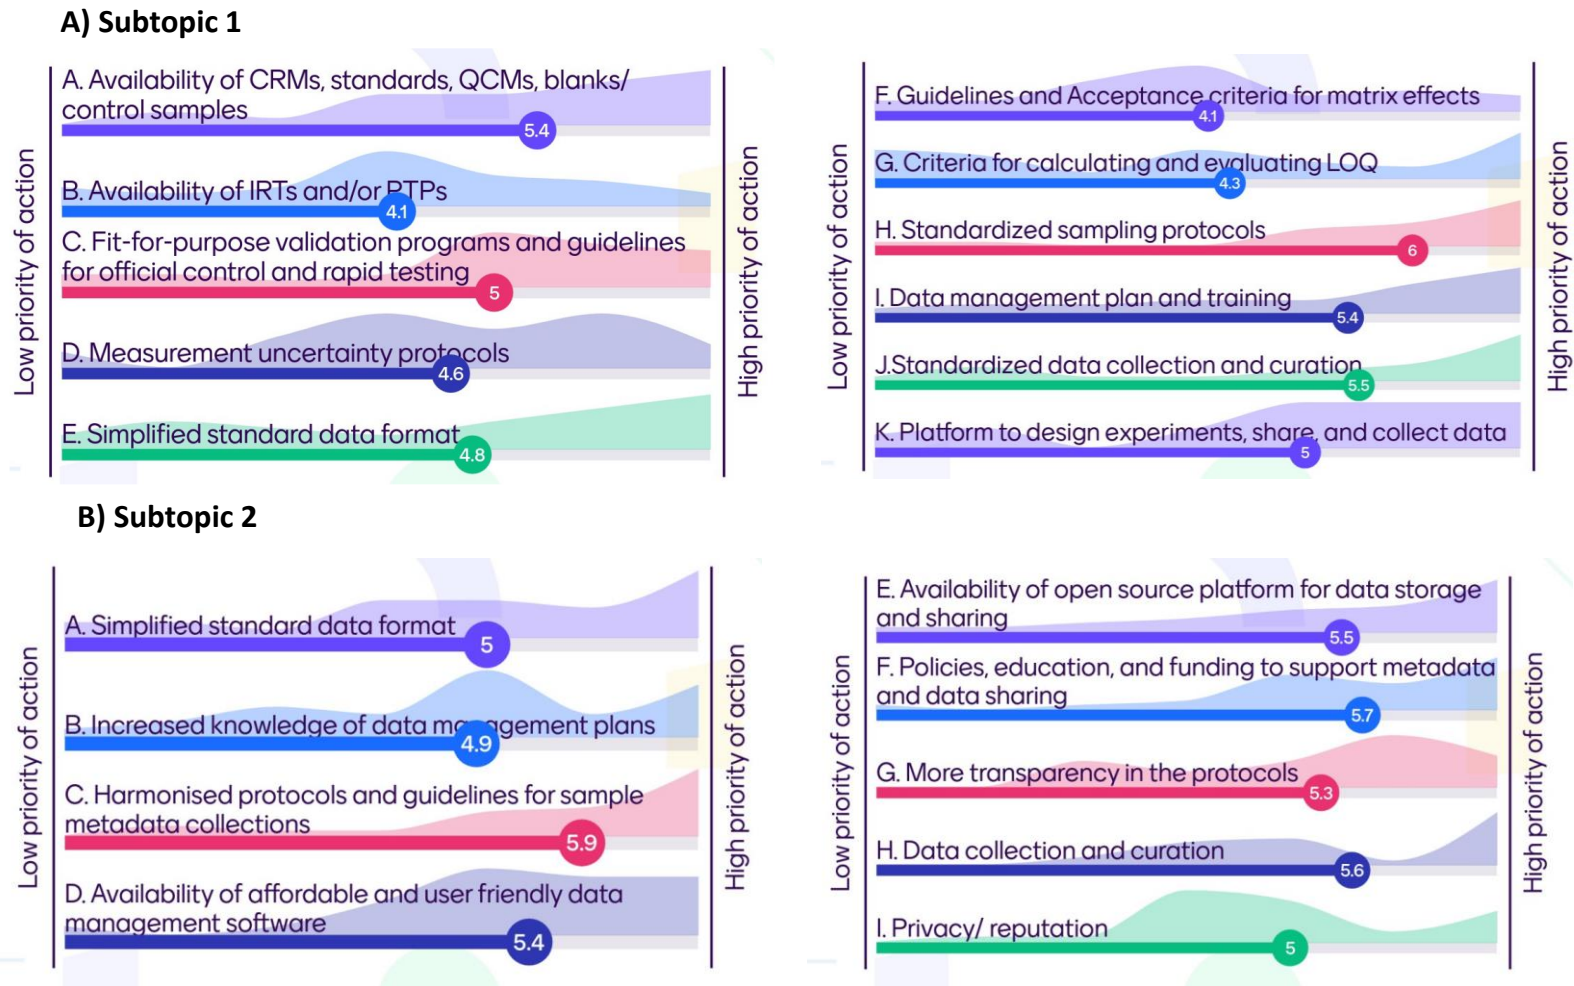 A) Subtopic 1
Low priority of action
A. Availability of CRMs, standards, QCMs, blanks/
control samples
5.4
B. Availability of IRTs and/or PTPs
4.1
C. Fit-for-purpose validation programs and guidelines
for official control and rapid testing
5
D. Measurement uncertainty protocols
4.6
E. Simplified standard data format
4.8
High priority of action
Low priority of action
F. Guidelines and Acceptance criteria for matrix effects
4.1
G. Criteria for calculating and evaluating LOQ
4.3
H. Standardized sampling protocols
6
I. Data management plan and training
5.4
J.Standardized data collection and curation
5.5
K. Platform to design experiments, share, and collect data
5
High priority of action
B) Subtopic 2
Low priority of action
A. Simplified standard data format
5
B. Increased knowledge of data management plans
4.9
C. Harmonised protocols and guidelines for sample
metadata collections
5.9
D. Availability of affordable and user friendly data
management software
5.4
High priority of action
Low priority of action
E. Availability of open source platform for data storage
and sharing
5.5
F. Policies, education, and funding to support metadata
and data sharing
5.7
G. More transparency in the protocols
5.3
H. Data collection and curation
5.6
I. Privacy/ reputation
5
High priority of action